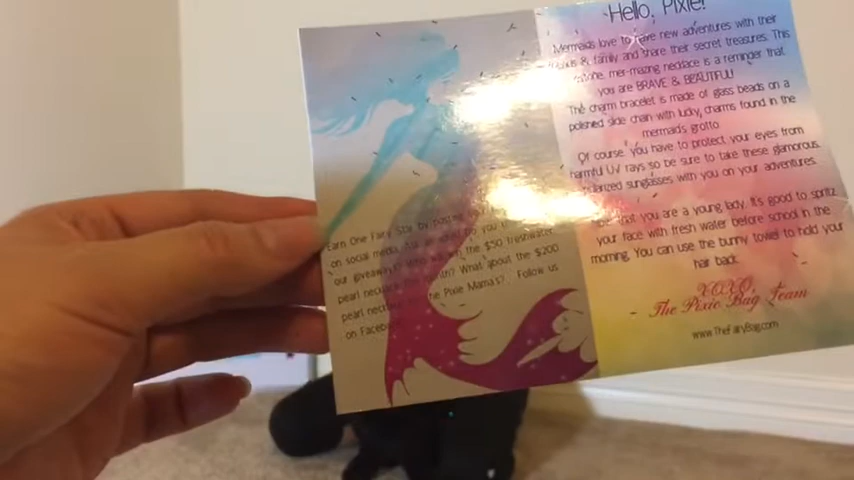 Earn One Fairy Star by posting
on social media.
our giveaways?
pearl necklace
pearl necklace
on Facebook
win the $50 freshwater
What about the $200
the Pixie Mama's? Follow us
Hello, Pixie!
Mermaids love to have new adventures with their
& family and share their secret treasures. This
mer-mazing necklace is a reminder that
you are BRAVE & BEAUTIFUL!
The charm bracelet is made of glass beads on a
polished side chain with lucky charms found in the
mermaids grotto.
Of course, you have to protect your eyes from
harmful UV rays so be sure to take these glamorous
polarized sunglasses with you on your adventures.
that you are a young lady, it's good to spritz
your face with fresh water before school in the
morning. You can use the bunny towel to hold your
hair back.
XOXO
The Pixie Bag Team
www.TheFairyBag.com